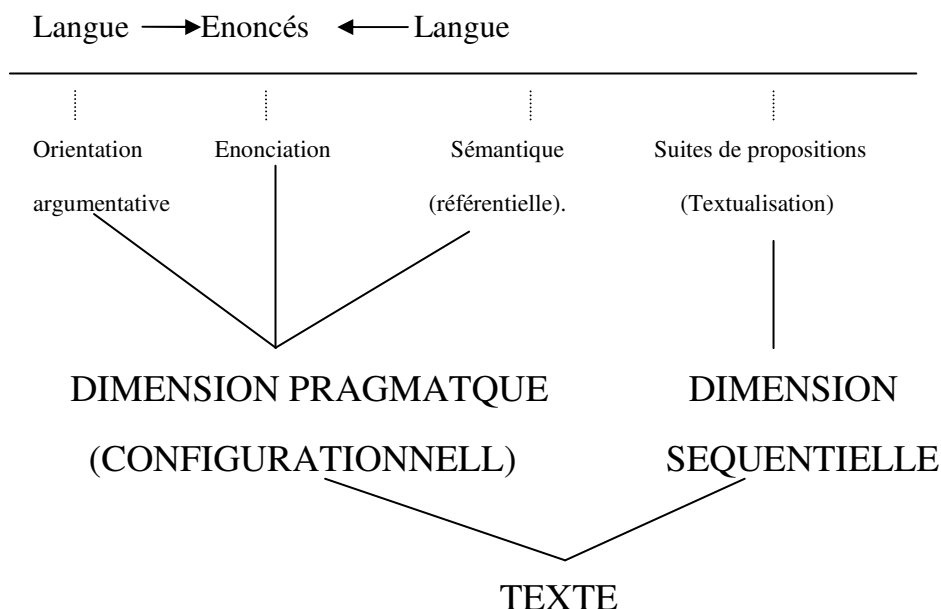 Langue Enoncés Langue
Orientation Enonciation Sémantique Suites de propositions
argumentative (référentielle). (Textualisation)
DIMENSION PRAGMATQUE DIMENSION
(CONFIGURATIONNELL) SEQUENTIELLE
TEXTE